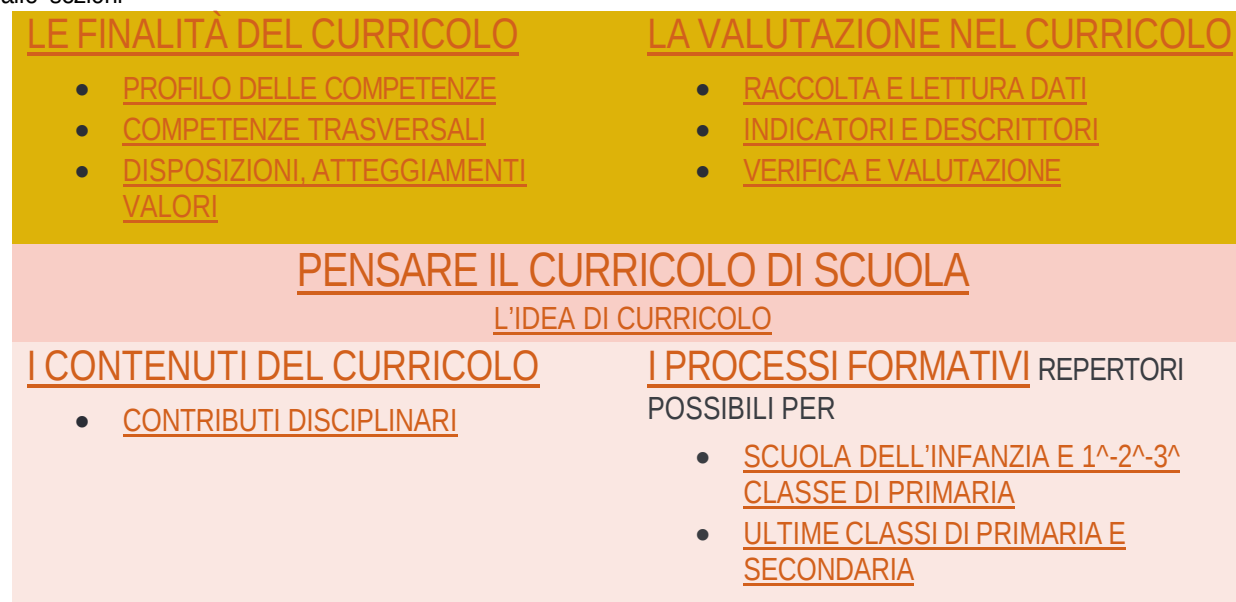 alle sezioni
LE FINALITÀ DEL CURRICOLO
● PROFILO DELLE COMPETENZE
● COMPETENZE TRASVERSALI
● DISPOSIZIONI, ATTEGGIAMENTI
VALORI
LA VALUTAZIONE NEL CURRICOLO
● RACCOLTA E LETTURA DATI
● INDICATORI E DESCRITTORI
● VERIFICA E VALUTAZIONE
PENSARE IL CURRICOLO DI SCUOLA
L'IDEA DI CURRICOLO
I CONTENUTI DEL CURRICOLO
● CONTRIBUTI DISCIPLINARI
I PROCESSI FORMATIVI REPERTORI
POSSIBILI PER
● SCUOLA DELL'INFANZIA E 1^-2^-3^
CLASSE DI PRIMARIA
● ULTIME CLASSI DI PRIMARIA E
SECONDARIA